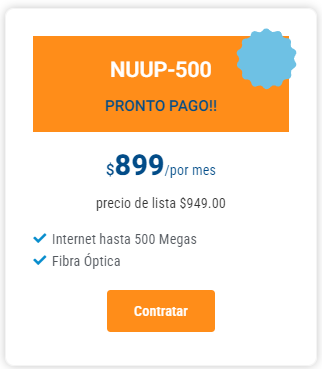 NUUP-500
PRONTO PAGO!!
$899/por mes
precio de lista $949.00
Internet hasta 500 Megas
Fibra Óptica
Contratar